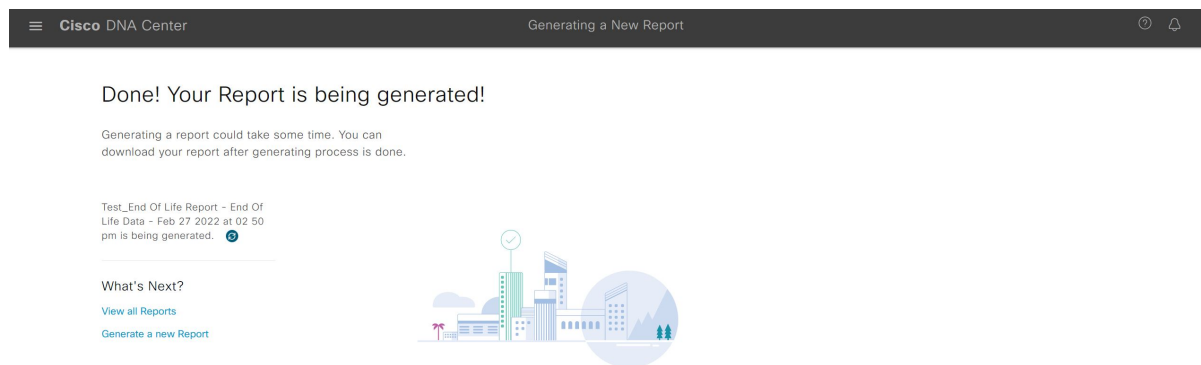 Cisco DNA Center
Generating a New Report
Done! Your Report is being generated!
Generating a report could take some time. You can
download your report after generating process is done.
Test_End Of Life Report - End Of
Life Data - Feb 27 2022 at 02 50
pm is being generated.
What's Next?
View all Reports
Generate a new Report